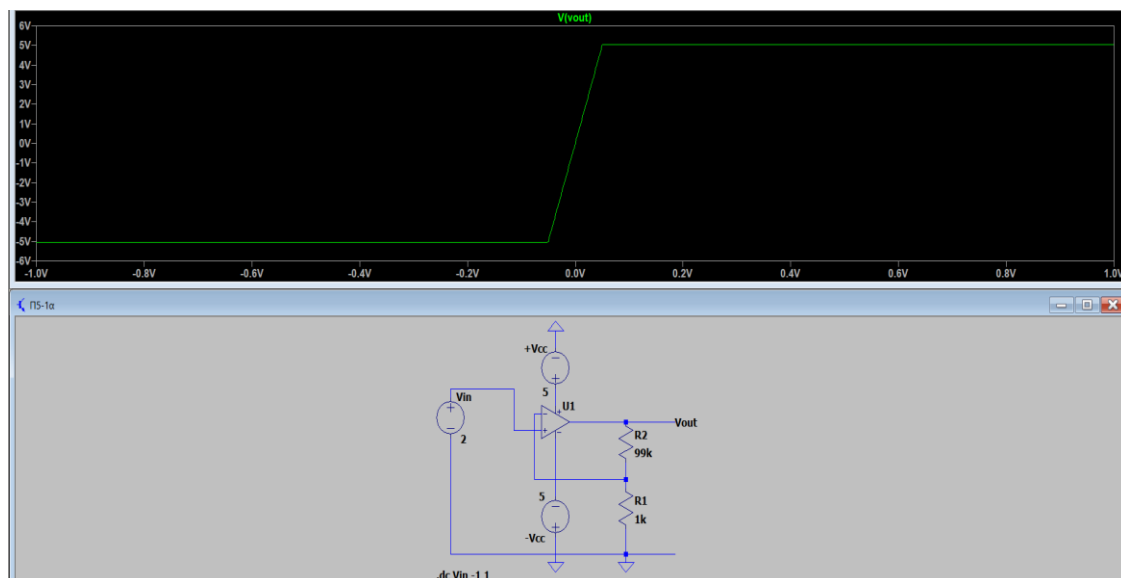 V(vout)
6V
5V
4V
3V
2V
1V
0V
-1V
-2V
-3V
-4V
-5V
-6V
-1.0V -0.8V -0.6V -0.4V -0.2V 0.0V 0.2V 0.4V 0.6V 0.8V 1.0V
Π5-1α
+Vcc
5
U1
Vin
2
Vout
R2
99k
5
R1
1k
-Vcc
.dc Vin -1 1